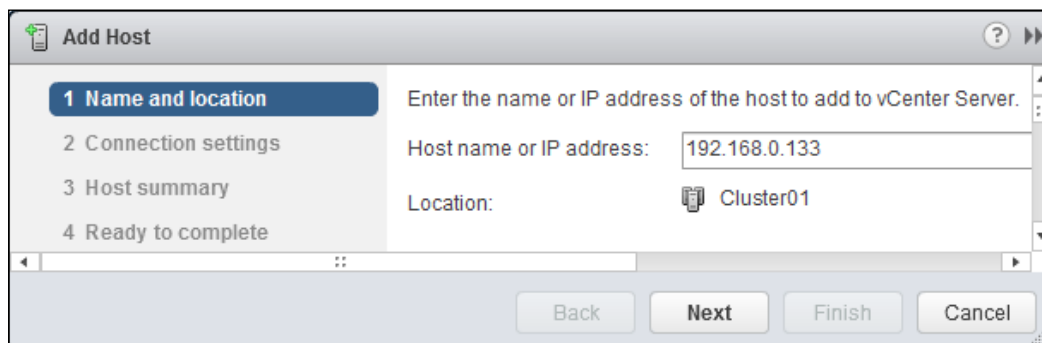 Add Host
?
1 Name and location
2 Connection settings
3 Host summary
4 Ready to complete
Enter the name or IP address of the host to add to vCenter Server.
Host name or IP address: 192.168.0.133
Location: Cluster01
Back Next Finish Cancel